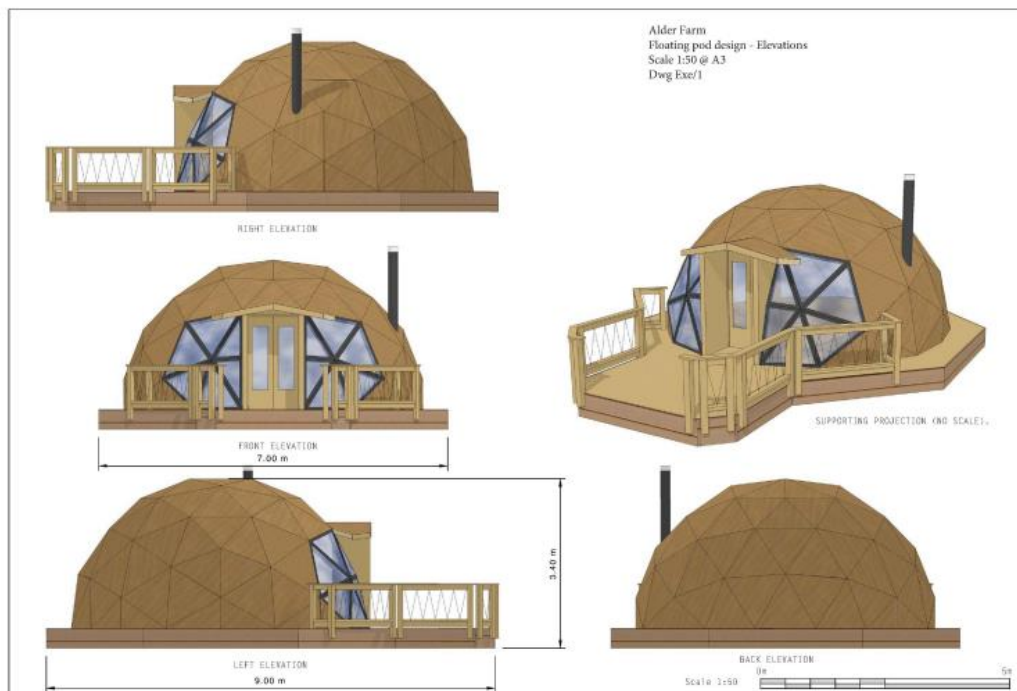 Alder Farm
Floating pod design - Elevations
Scale 1:50 @ A3
Dwg Exe/1
RIGHT ELEVATION
SUPPORTING PROJECTION (NO SCALE).
FRONT ELEVATION
7.00 m
3.40 m
LEFT ELEVATION
9.00 m
BACK ELEVATION
0m
5m
Scale 1:50